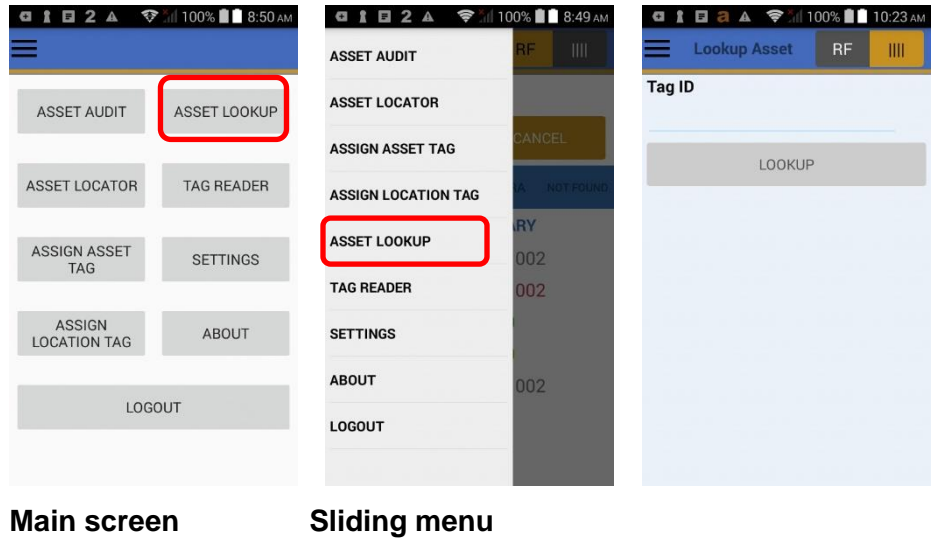 2 100% 8:50 AM
ASSET AUDIT
ASSET LOOKUP
ASSET LOCATOR
TAG READER
ASSIGN ASSET
TAG
SETTINGS
ASSIGN
LOCATION TAG
ABOUT
LOGOUT
Main screen
2 100% 8:49 AM
RF
ASSET AUDIT
ASSET LOCATOR
CANCEL
ASSIGN ASSET TAG
ASSIGN LOCATION TAG
NOT FOUND
ASSET LOOKUP
002
TAG READER
002
SETTINGS
ABOUT
002
LOGOUT
Sliding menu
a 100% 10:23 AM
Lookup Asset RF
Tag ID
LOOKUP